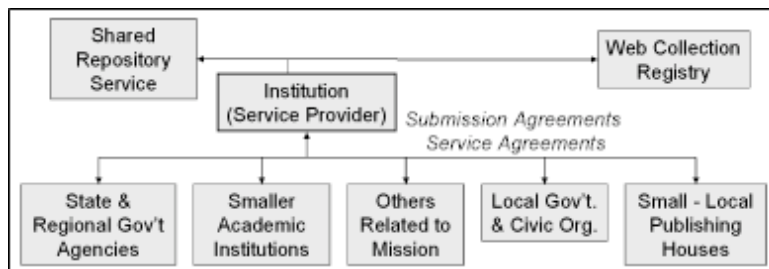 Shared
Repository
Service
Web Collection
Registry
Institution
(Service Provider)
Submission Agreements
Service Agreements
State &
Regional Gov't
Agencies
Smaller
Academic
Institutions
Others
Related to
Mission
Local Gov't.
& Civic Org.
Small - Local
Publishing
Houses